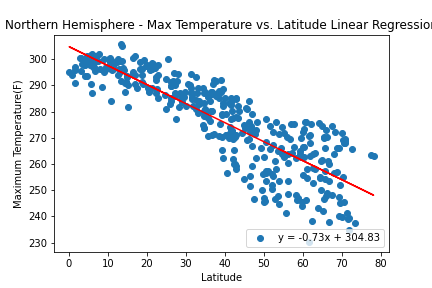 Northern Hemisphere - Max Temperature vs. Latitude Linear Regression
300
290
280
270
260
250
240
230
Maximum Temperature(F)
y = -0.73x + 304.83
0 10 20 30 40 50 60 70 80
Latitude